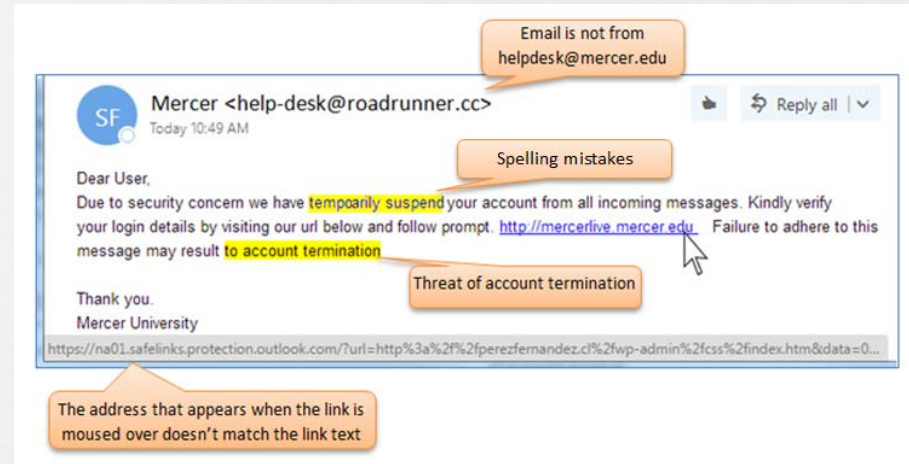 Email is not from
helpdesk@mercer.edu
SF
Mercer <help-desk@roadrunner.cc>
Today 10:49 AM
Reply all
Spelling mistakes
Dear User,
Due to security concern we have tempoarily suspend your account from all incoming messages. Kindly verify
your login details by visiting our url below and follow prompt. http://mercerlive.mercer.edu Failure to adhere to this
message may result to account termination
Threat of account termination
Thank you.
Mercer University
https://na01.safelinks.protection.outlook.com/?url=http%3a%2f%2fperezfernandez.cl%2fwp-admin%2fcss%2findex.htm&data=0...
The address that appears when the link is
moused over doesn't match the link text